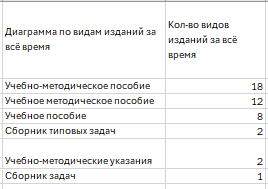 Диаграмма по видам изданий за
всё время
Кол-во видов
изданий за всё
время
Учебно-методическое пособие 18
Учебное методическое пособие 12
Учебное пособие 8
Сборник типовых задач 2
Учебно-методические указания 2
Сборник задач 1